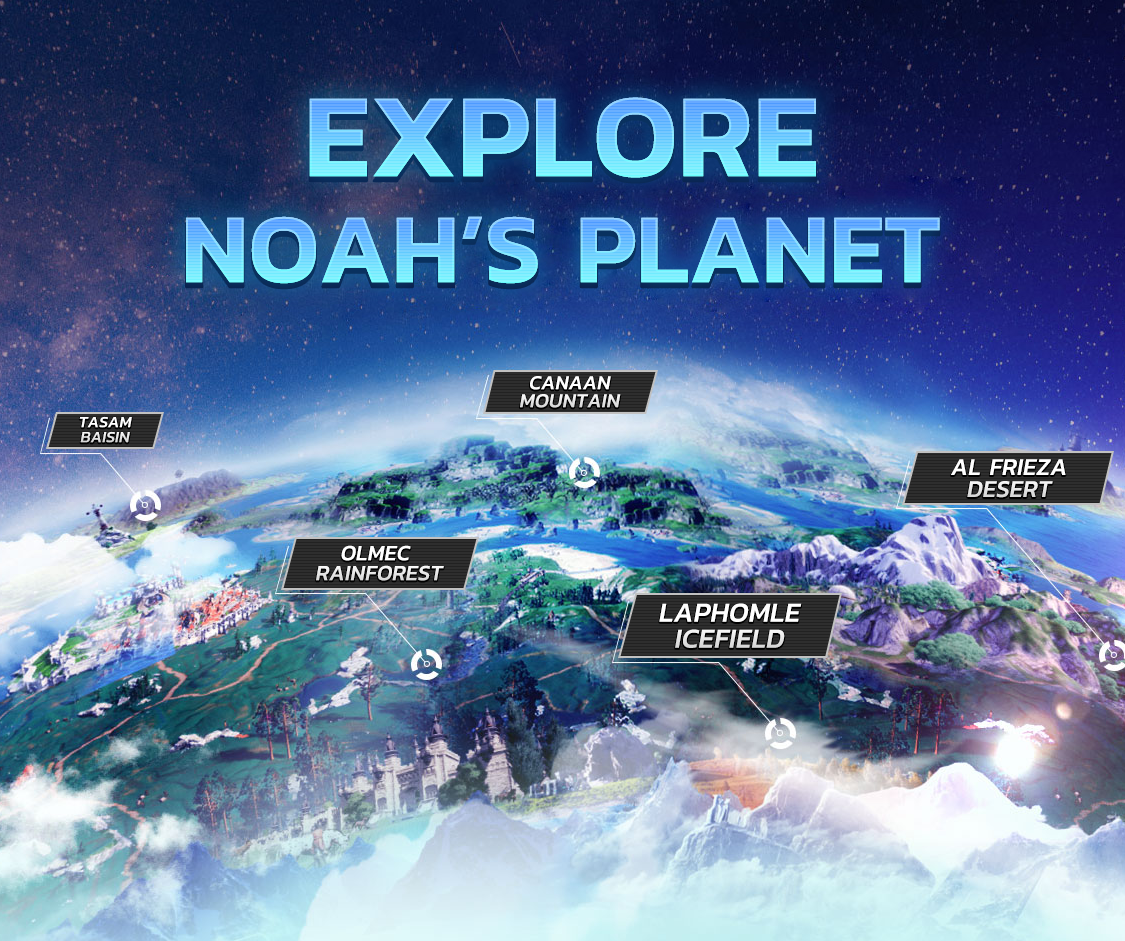 EXPLORE
NOAH'S PLANET
CANAAN
MOUNTAIN
TASAM
BAISIN
AL FRIEZA
DESERT
OLMEC
RAINFOREST
LAPHOMLE
ICEFIELD